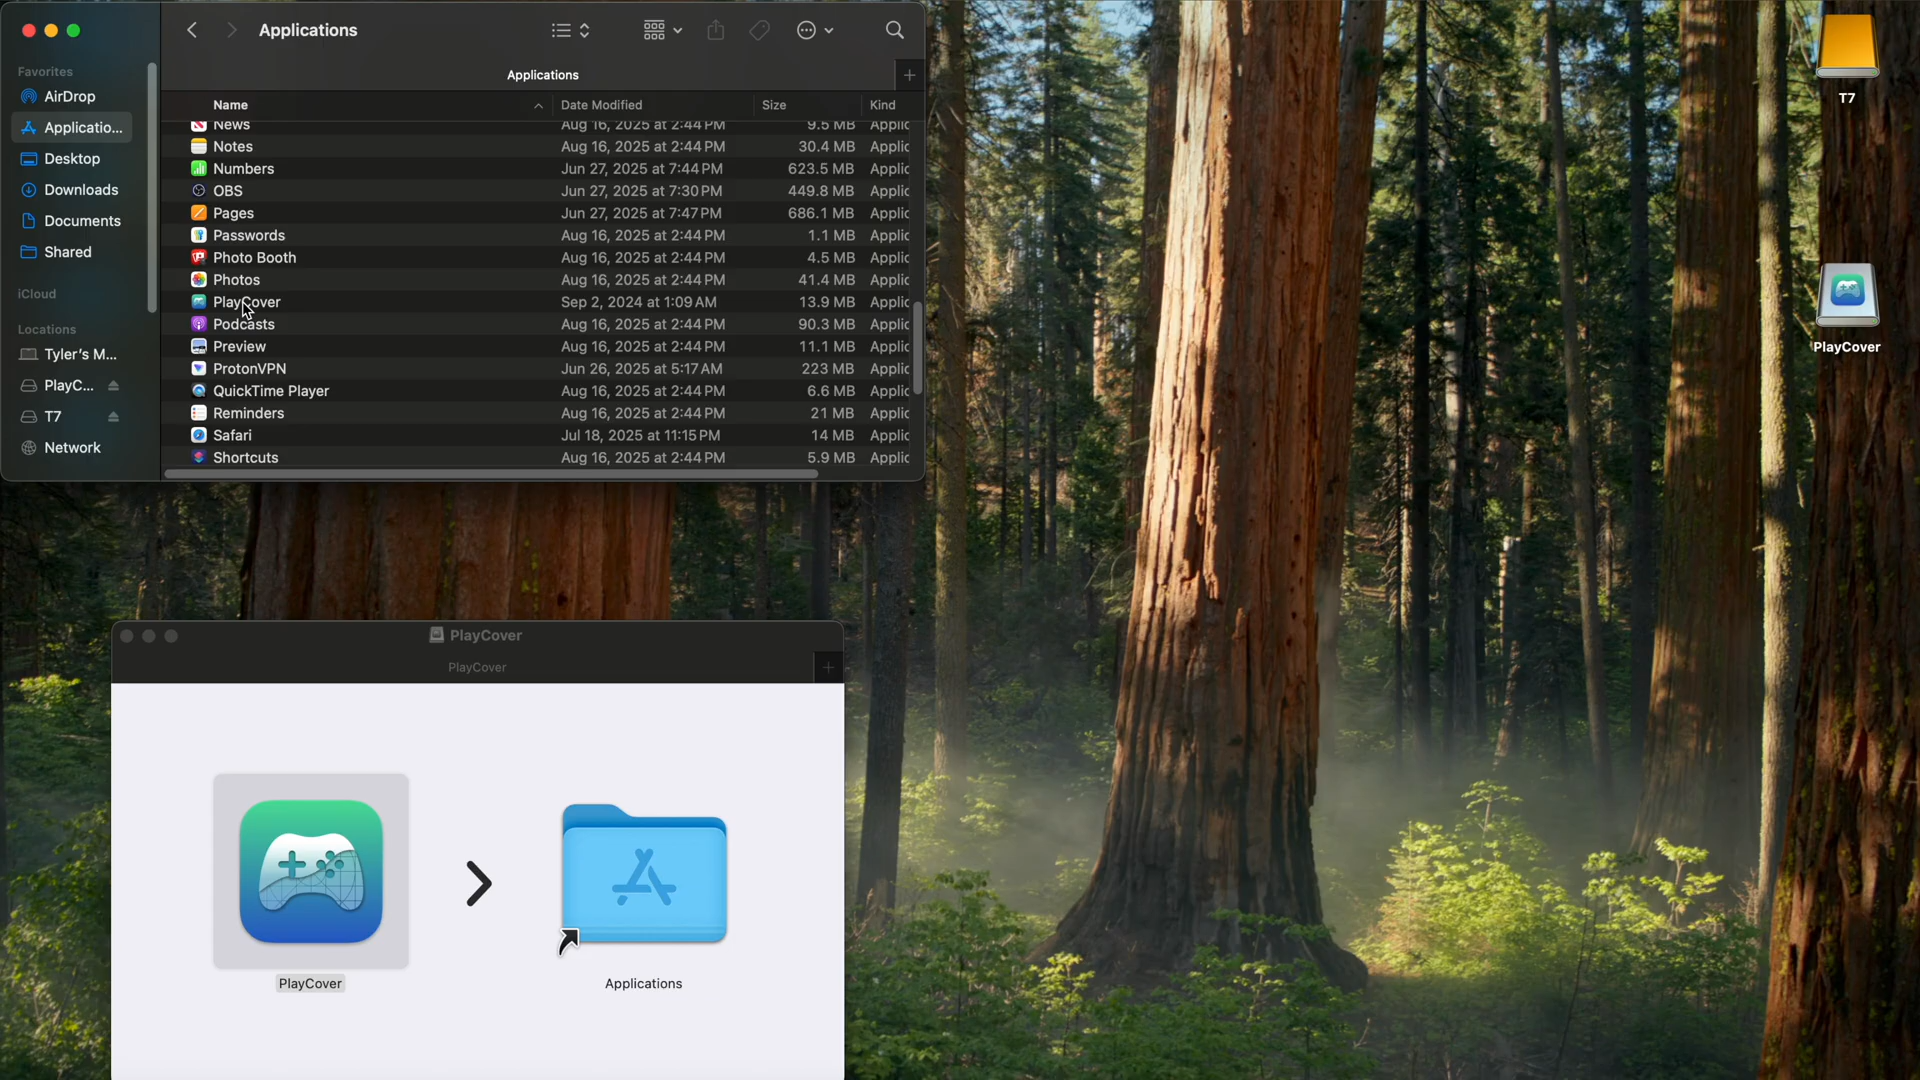 Applications
Applications
Favorites
AirDrop
Applicatio...
Desktop
Downloads
Documents
Shared
iCloud
Locations
Tyler's M...
PlayC...
T7
Network
Name Date Modified Size Kind
News Aug 16, 2025 at 2:44 PM 9.5 MB Applic
Notes Aug 16, 2025 at 2:44 PM 30.4 MB Applic
Numbers Jun 27, 2025 at 7:44 PM 623.5 MB Applic
OBS Jun 27, 2025 at 7:30 PM 449.8 MB Applic
Pages Jun 27, 2025 at 7:47 PM 686.1 MB Applic
Passwords Aug 16, 2025 at 2:44 PM 1.1 MB Applic
Photo Booth Aug 16, 2025 at 2:44 PM 4.5 MB Applic
Photos Aug 16, 2025 at 2:44 PM 41.4 MB Applic
PlayCover Sep 2, 2024 at 1:09 AM 13.9 MB Applic
Podcasts Aug 16, 2025 at 2:44 PM 90.3 MB Applic
Preview Aug 16, 2025 at 2:44 PM 11.1 MB Applic
ProtonVPN Jun 26, 2025 at 5:17 AM 223 MB Applic
QuickTime Player Aug 16, 2025 at 2:44 PM 6.6 MB Applic
Reminders Aug 16, 2025 at 2:44 PM 21 MB Applic
Safari Jul 18, 2025 at 11:15 PM 14 MB Applic
Shortcuts Aug 16, 2025 at 2:44 PM 5.9 MB Applic
T7
PlayCover
PlayCover
PlayCover
PlayCover
Applications